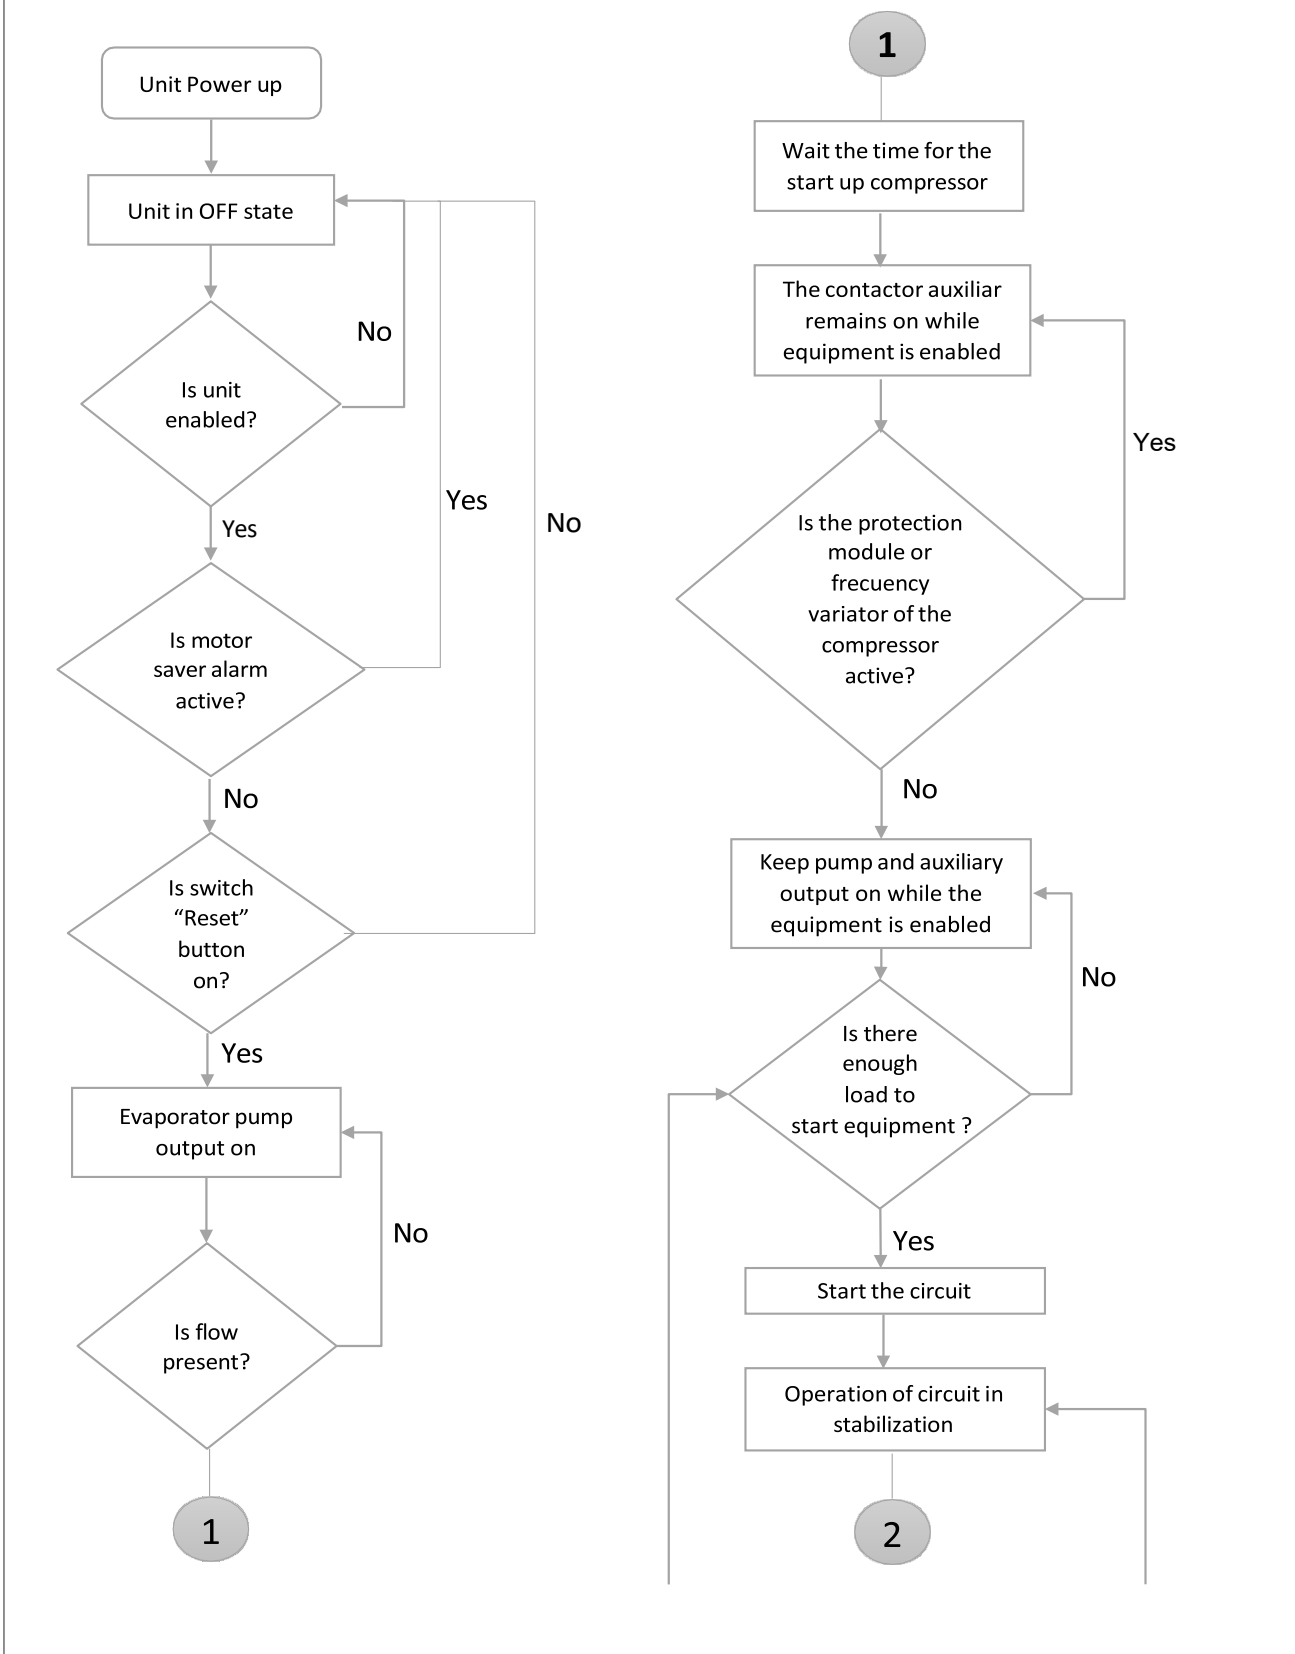 Unit Power up
Unit in OFF state
No
Is unit
enabled?
Yes
Yes
No
Is motor
saver alarm
active?
No
Is switch
“Reset”
button
on?
Yes
Evaporator pump
output on
No
Is flow
present?
1
1
Wait the time for the
start up compressor
The contactor auxiliar
remains on while
equipment is enabled
Yes
Is the protection
module or
frecuency
variator of the
compressor
active?
No
Keep pump and auxiliary
output on while the
equipment is enabled
No
Is there
enough
load to
start equipment ?
Yes
Start the circuit
Operation of circuit in
stabilization
2